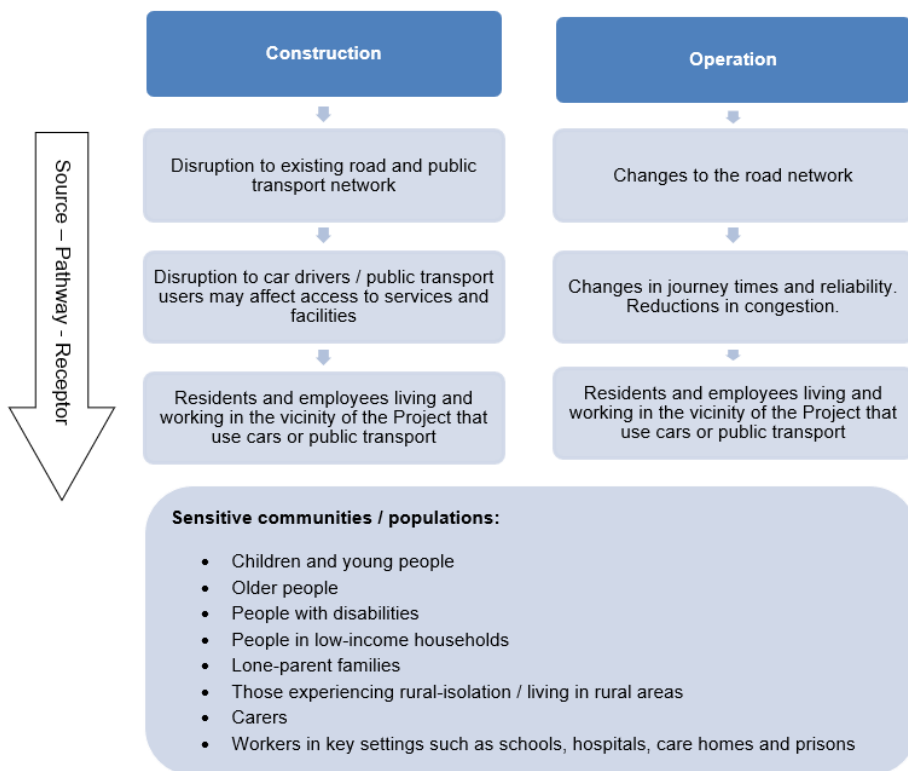 Construction
Operation
Source – Pathway - Receptor
Disruption to existing road and public
transport network
Changes to the road network
Disruption to car drivers / public transport
users may affect access to services and
facilities
Changes in journey times and reliability.
Reductions in congestion.
Residents and employees living and
working in the vicinity of the Project that
use cars or public transport
Residents and employees living and
working in the vicinity of the Project that
use cars or public transport
Sensitive communities / populations:
• Children and young people
• Older people
• People with disabilities
• People in low-income households
• Lone-parent families
• Those experiencing rural-isolation / living in rural areas
• Carers
• Workers in key settings such as schools, hospitals, care homes and prisons